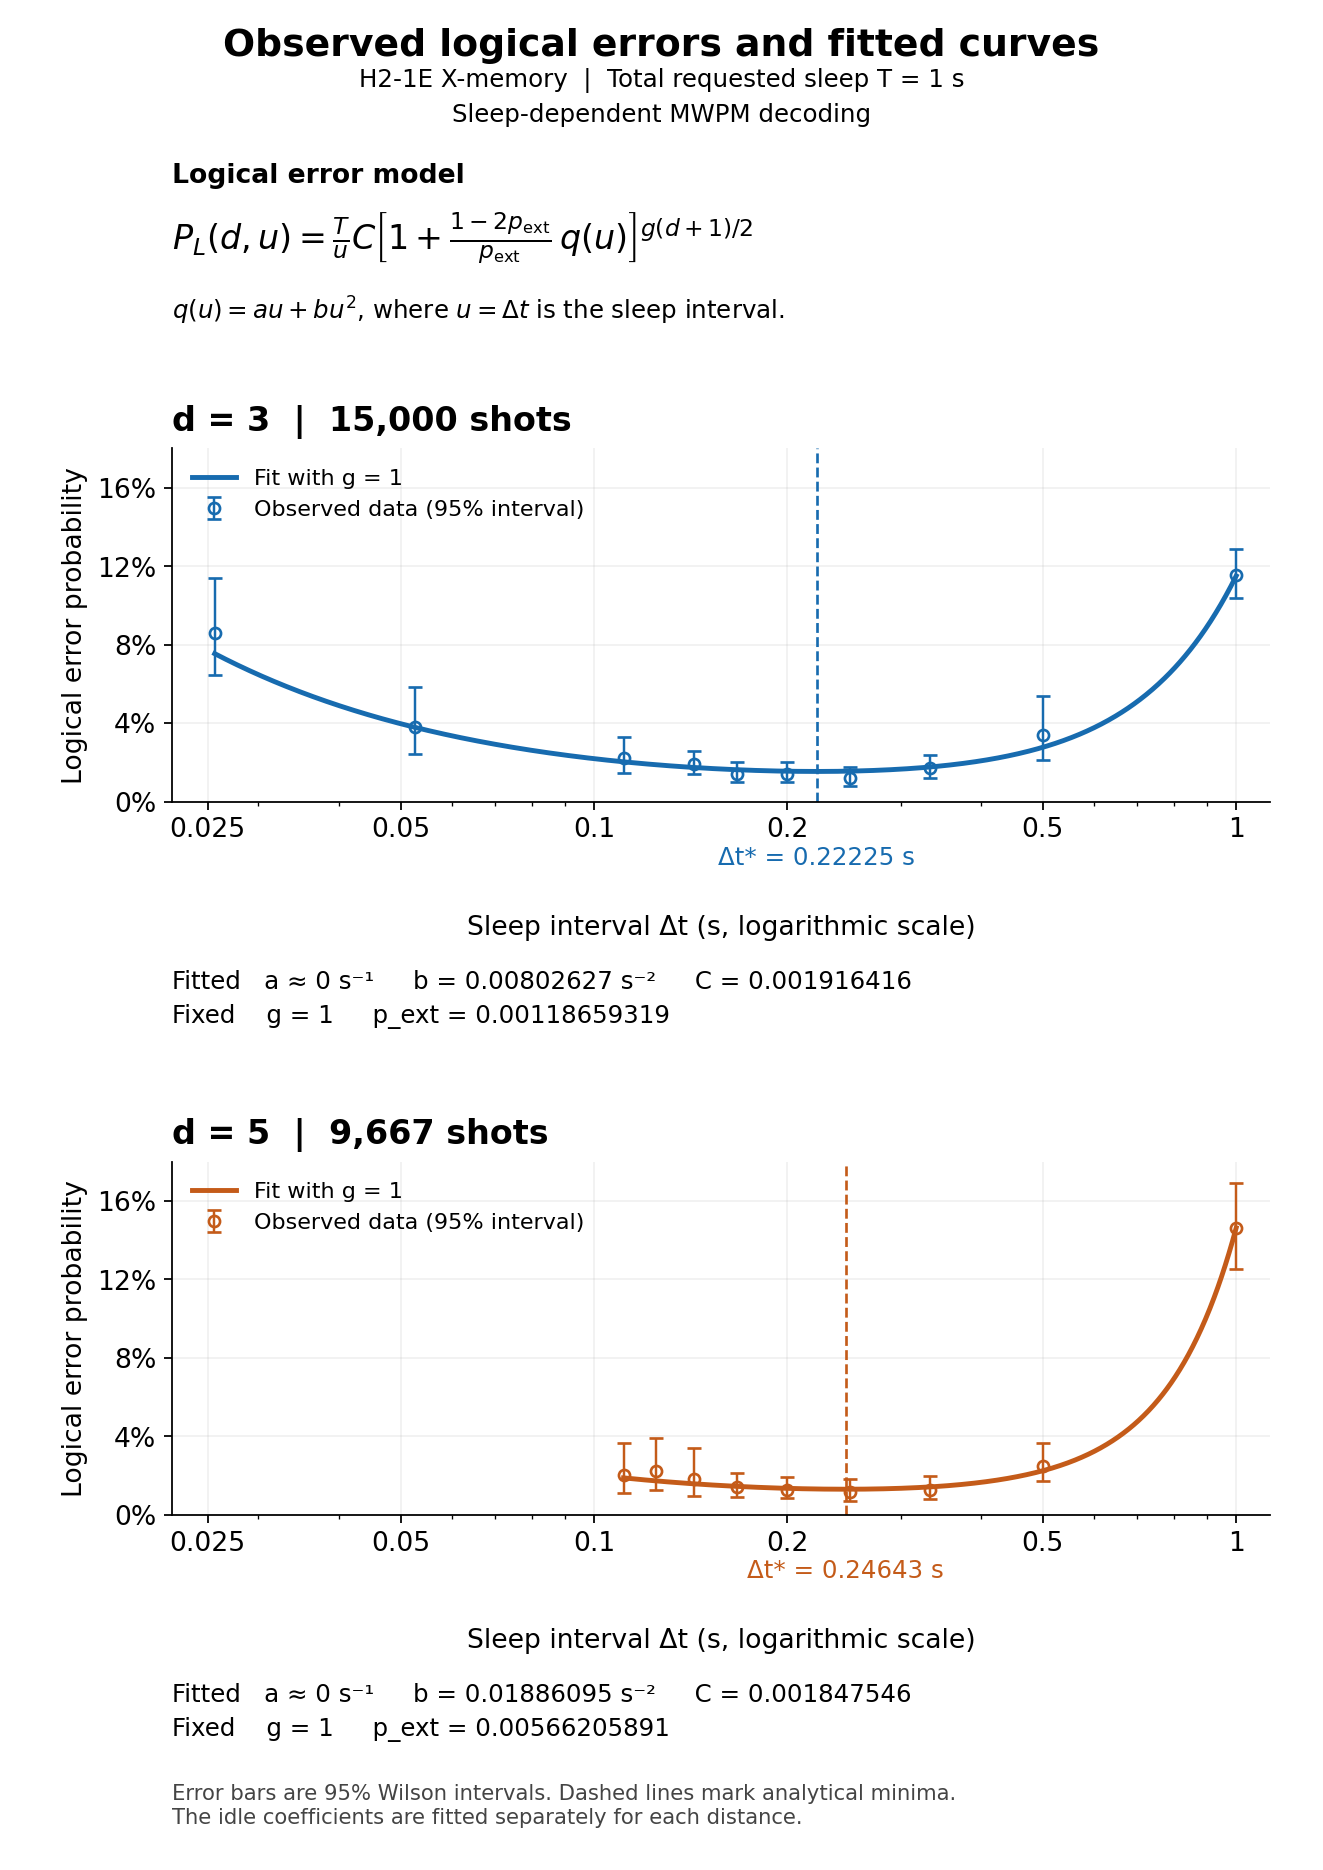 Observed logical errors and fitted curves
H2-1E X-memory | Total requested sleep T = 1 s
Sleep-dependent MWPM decoding
Logical error model
P_L(d, u) = T/u C[1 + (1 − 2p_ext)/p_ext q(u)]^{g(d + 1)/2}
q(u) = au + bu², where u = Δt is the sleep interval.
d = 3 | 15,000 shots
Logical error probability
16%
12%
8%
4%
0%
Fit with g = 1
Observed data (95% interval)
0.025 0.05 0.1 0.2 0.5 1
Δt* = 0.22225 s
Sleep interval Δt (s, logarithmic scale)
Fitted a ≈ 0 s⁻¹ b = 0.00802627 s⁻² C = 0.001916416
Fixed g = 1 p_ext = 0.00118659319
d = 5 | 9,667 shots
Logical error probability
16%
12%
8%
4%
0%
Fit with g = 1
Observed data (95% interval)
0.025 0.05 0.1 0.2 0.5 1
Δt* = 0.24643 s
Sleep interval Δt (s, logarithmic scale)
Fitted a ≈ 0 s⁻¹ b = 0.01886095 s⁻² C = 0.001847546
Fixed g = 1 p_ext = 0.00566205891
Error bars are 95% Wilson intervals. Dashed lines mark analytical minima.
The idle coefficients are fitted separately for each distance.